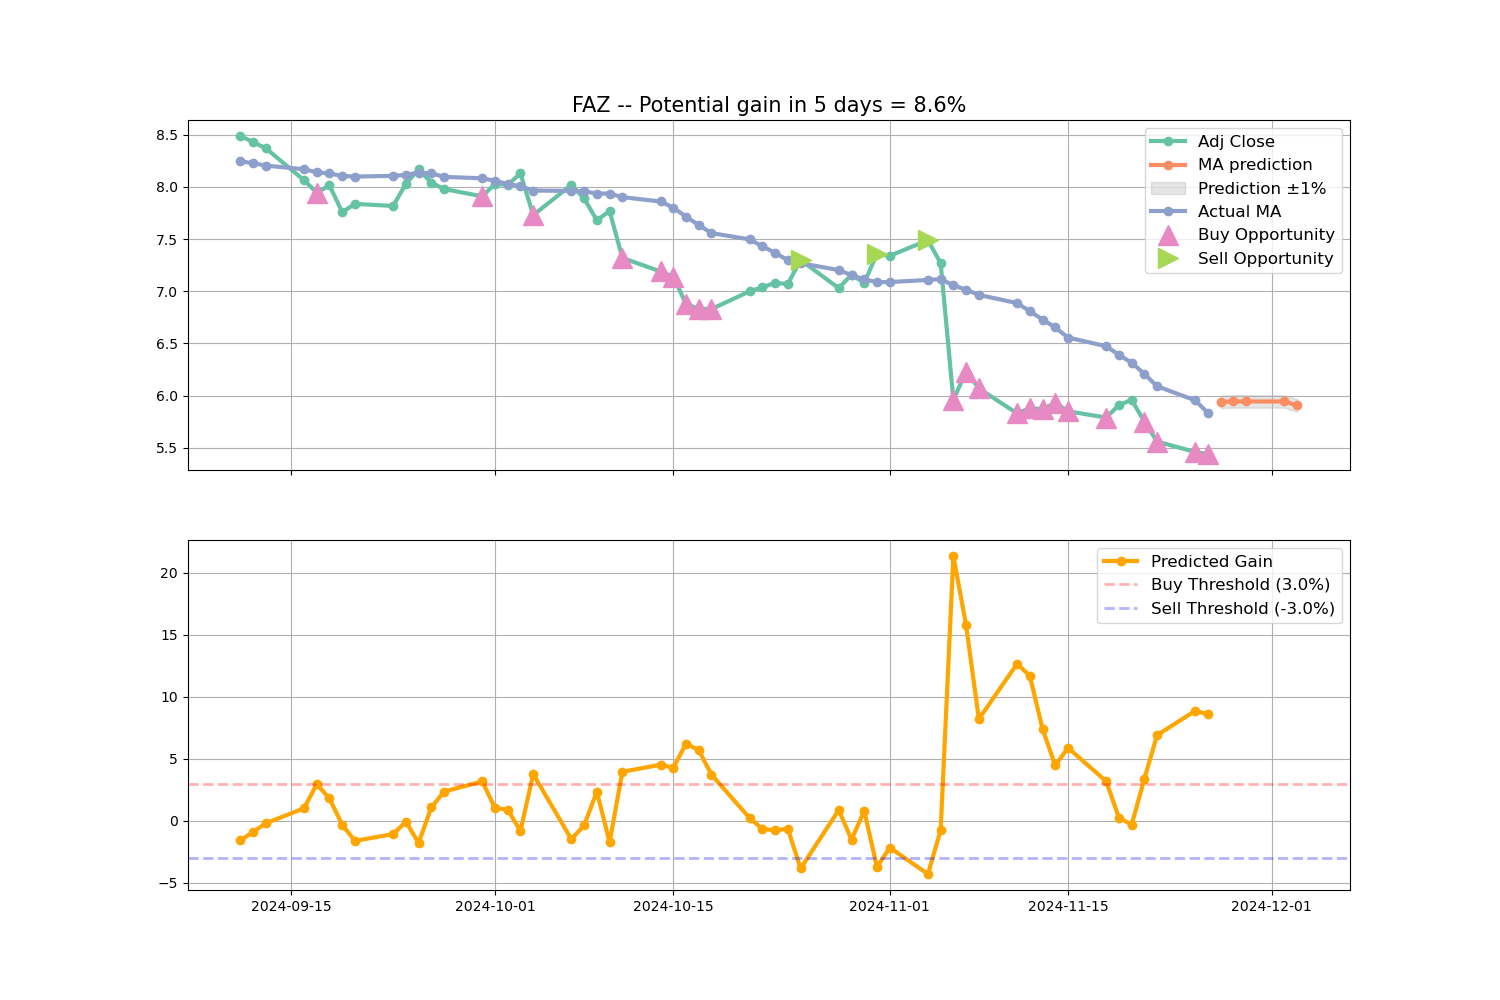 FAZ -- Potential gain in 5 days = 8.6%
8.5
8.0
7.5
7.0
6.5
6.0
5.5
Adj Close
MA prediction
Prediction ±1%
Actual MA
Buy Opportunity
Sell Opportunity
20
15
10
5
0
−5
Predicted Gain
Buy Threshold (3.0%)
Sell Threshold (-3.0%)
2024-09-15
2024-10-01
2024-10-15
2024-11-01
2024-11-15
2024-12-01